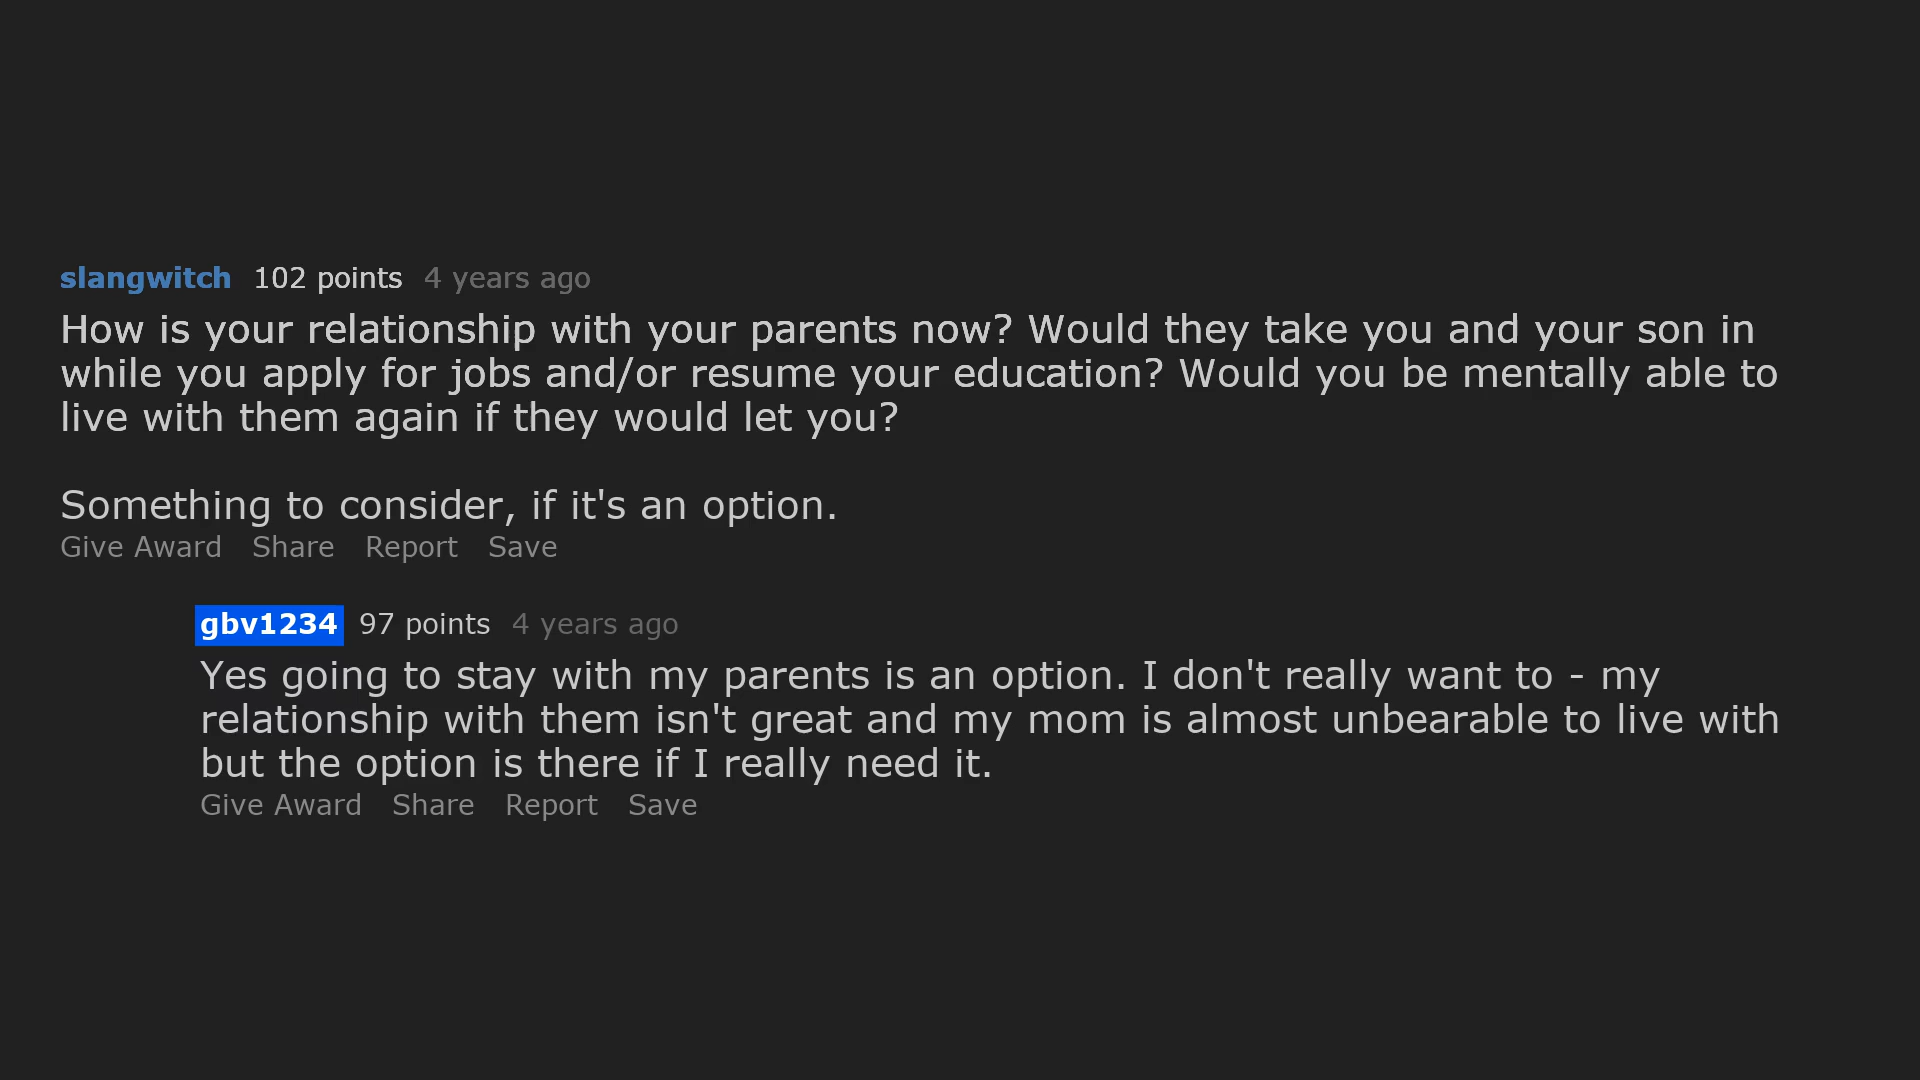 slangwitch 102 points 4 years ago
How is your relationship with your parents now? Would they take you and your son in
while you apply for jobs and/or resume your education? Would you be mentally able to
live with them again if they would let you?
Something to consider, if it's an option.
Give Award Share Report Save
gbv1234 97 points 4 years ago
Yes going to stay with my parents is an option. I don't really want to - my
relationship with them isn't great and my mom is almost unbearable to live with
but the option is there if I really need it.
Give Award Share Report Save